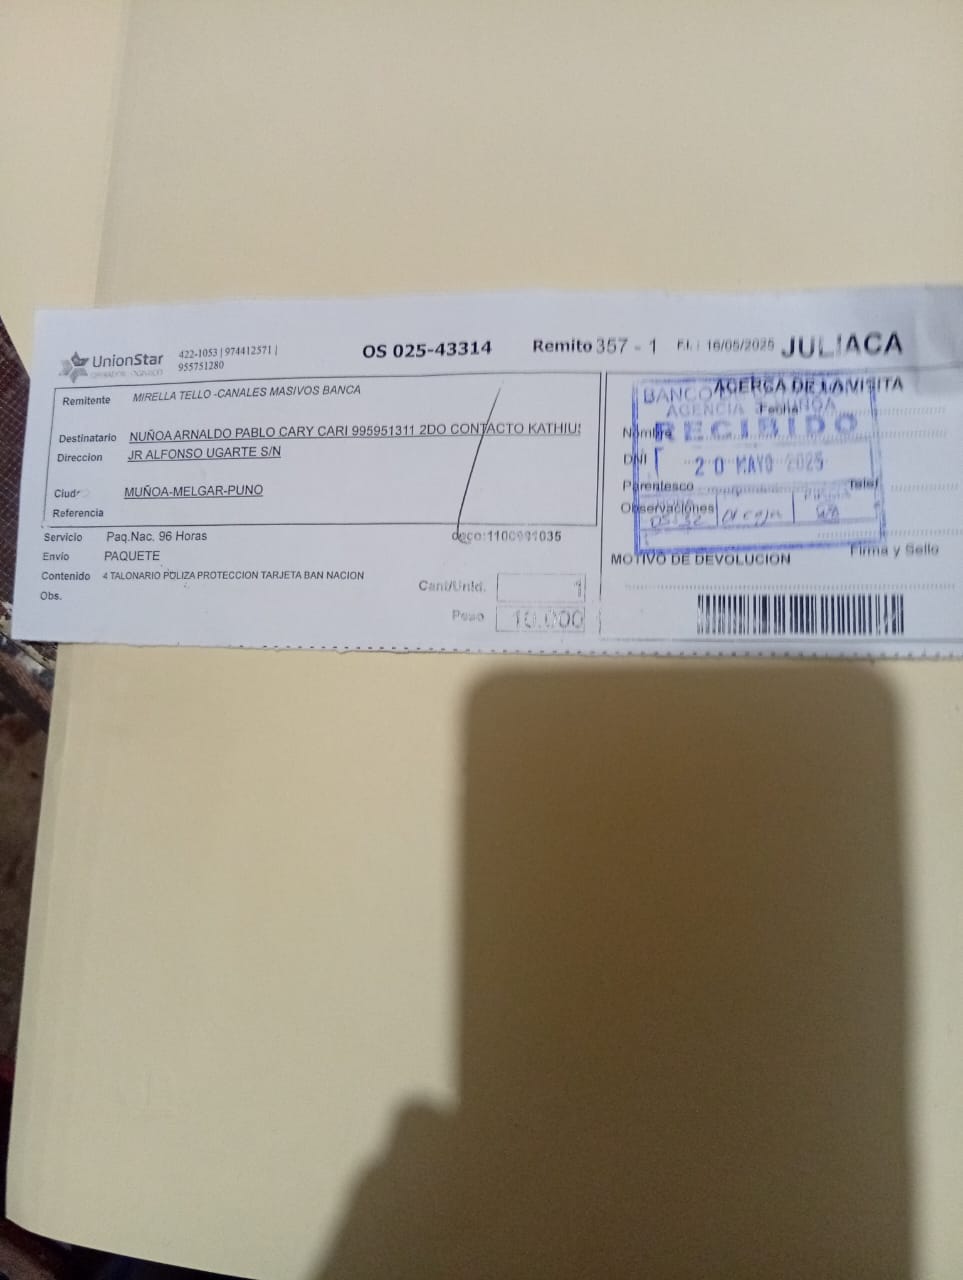 UnionStar
422-1053 | 974412571 |
955751280
OS 025-43314
Remito 357 - 1
F.I.: 16/05/2025
JULIACA
Remitente MIRELLA TELLO -CANALES MASIVOS BANCA
Destinatario NUÑOA ARNALDO PABLO CARY CARI 995951311 2DO CONTACTO KATHIU
Direccion JR ALFONSO UGARTE S/N
MUÑOA-MELGAR-PUNO
Referencia
Servicio Paq.Nac. 96 Horas
Envio PAQUETE
Contenido 4 TALONARIO POLIZA PROTECCION TARJETA BAN NACION
Obs.
Cant/Unid. 1
Peso 10.000
ACERCA DE LA VISITA
Fecha
Nombre
DNI
Parentesco
Telef
Observaciones
BANCO
AGENCIA
RECIBIDO
20 MAYO 2025
Firma y Sello
MOTIVO DE DEVOLUCION